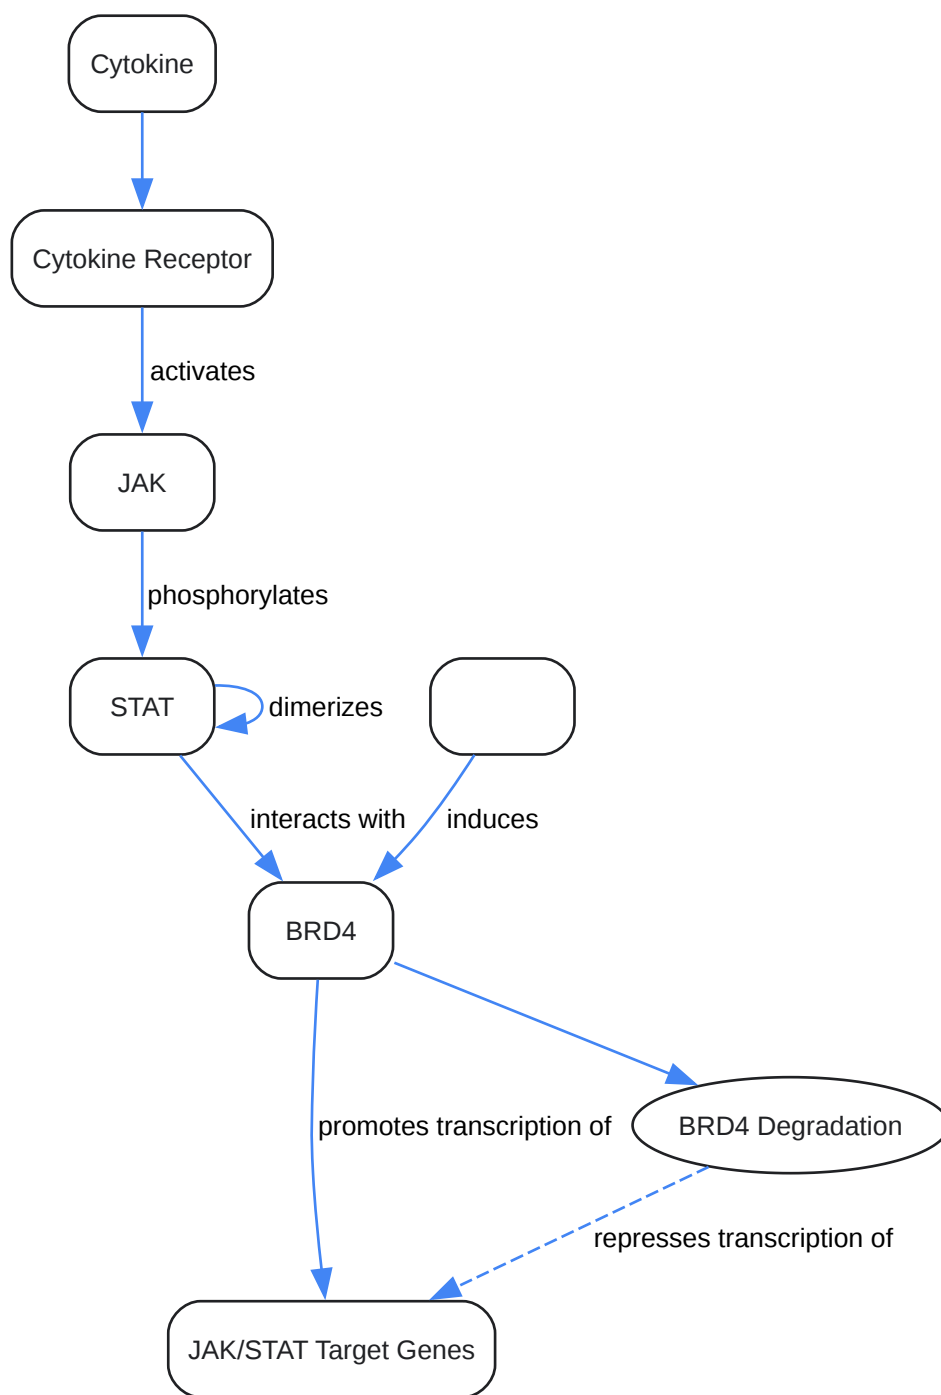 Cytokine
Cytokine Receptor
activates
JAK
phosphorylates
STAT
dimerizes
interacts with
induces
BRD4
promotes transcription of
BRD4 Degradation
represses transcription of
JAK/STAT Target Genes